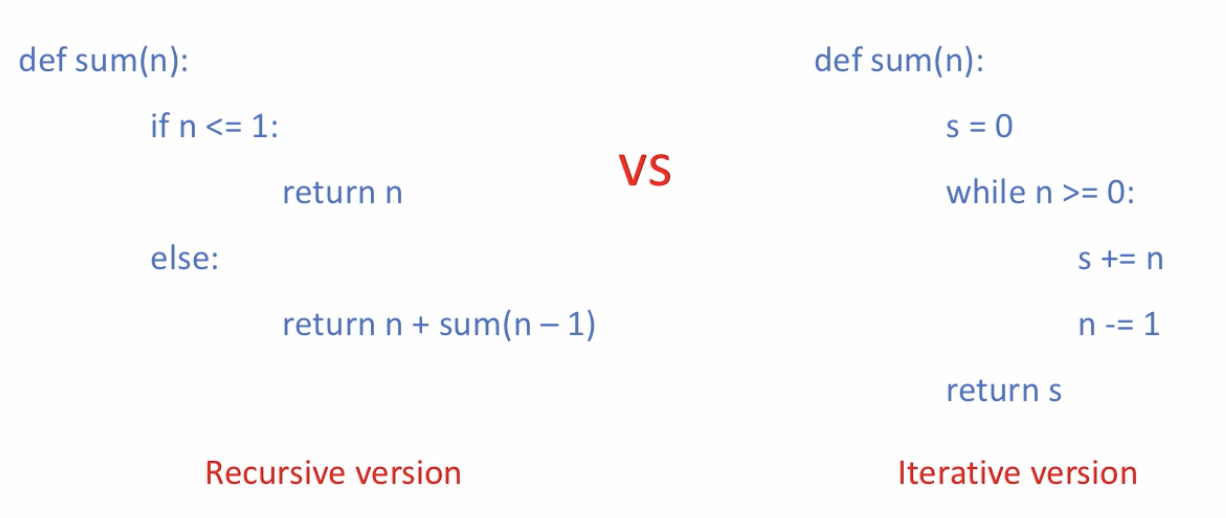 def sum(n):
if n <= 1:
return n
else:
return n + sum(n – 1)
Recursive version
vs
def sum(n):
s = 0
while n >= 0:
s += n
n -= 1
return s
Iterative version